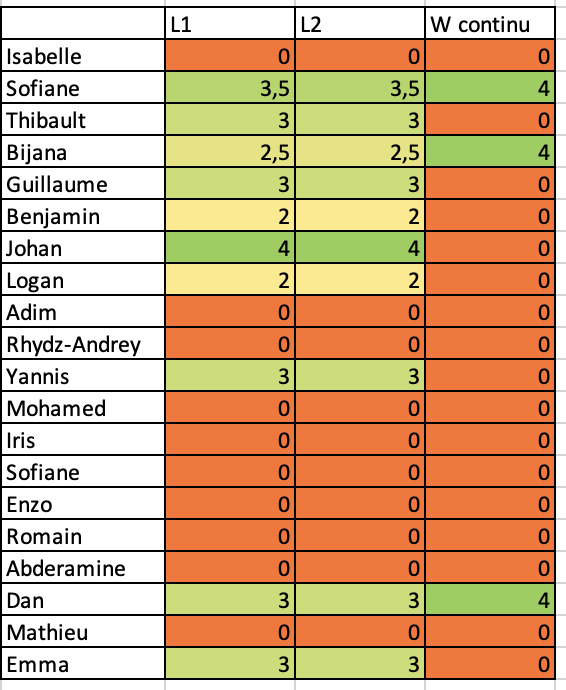 L1 L2 W continu
Isabelle 0 0 0
Sofiane 3,5 3,5 4
Thibault 3 3 0
Bijana 2,5 2,5 4
Guillaume 3 3 0
Benjamin 2 2 0
Johan 4 4 0
Logan 2 2 0
Adim 0 0 0
Rhydz-Andrey 0 0 0
Yannis 3 3 0
Mohamed 0 0 0
Iris 0 0 0
Sofiane 0 0 0
Enzo 0 0 0
Romain 0 0 0
Abderamine 0 0 0
Dan 3 3 4
Mathieu 0 0 0
Emma 3 3 0